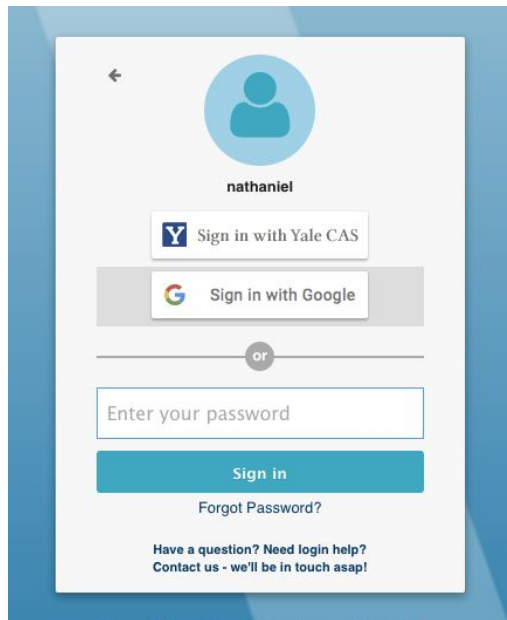 nathaniel
Y Sign in with Yale CAS
G Sign in with Google
or
Enter your password
Sign in
Forgot Password?
Have a question? Need login help?
Contact us - we'll be in touch asap!